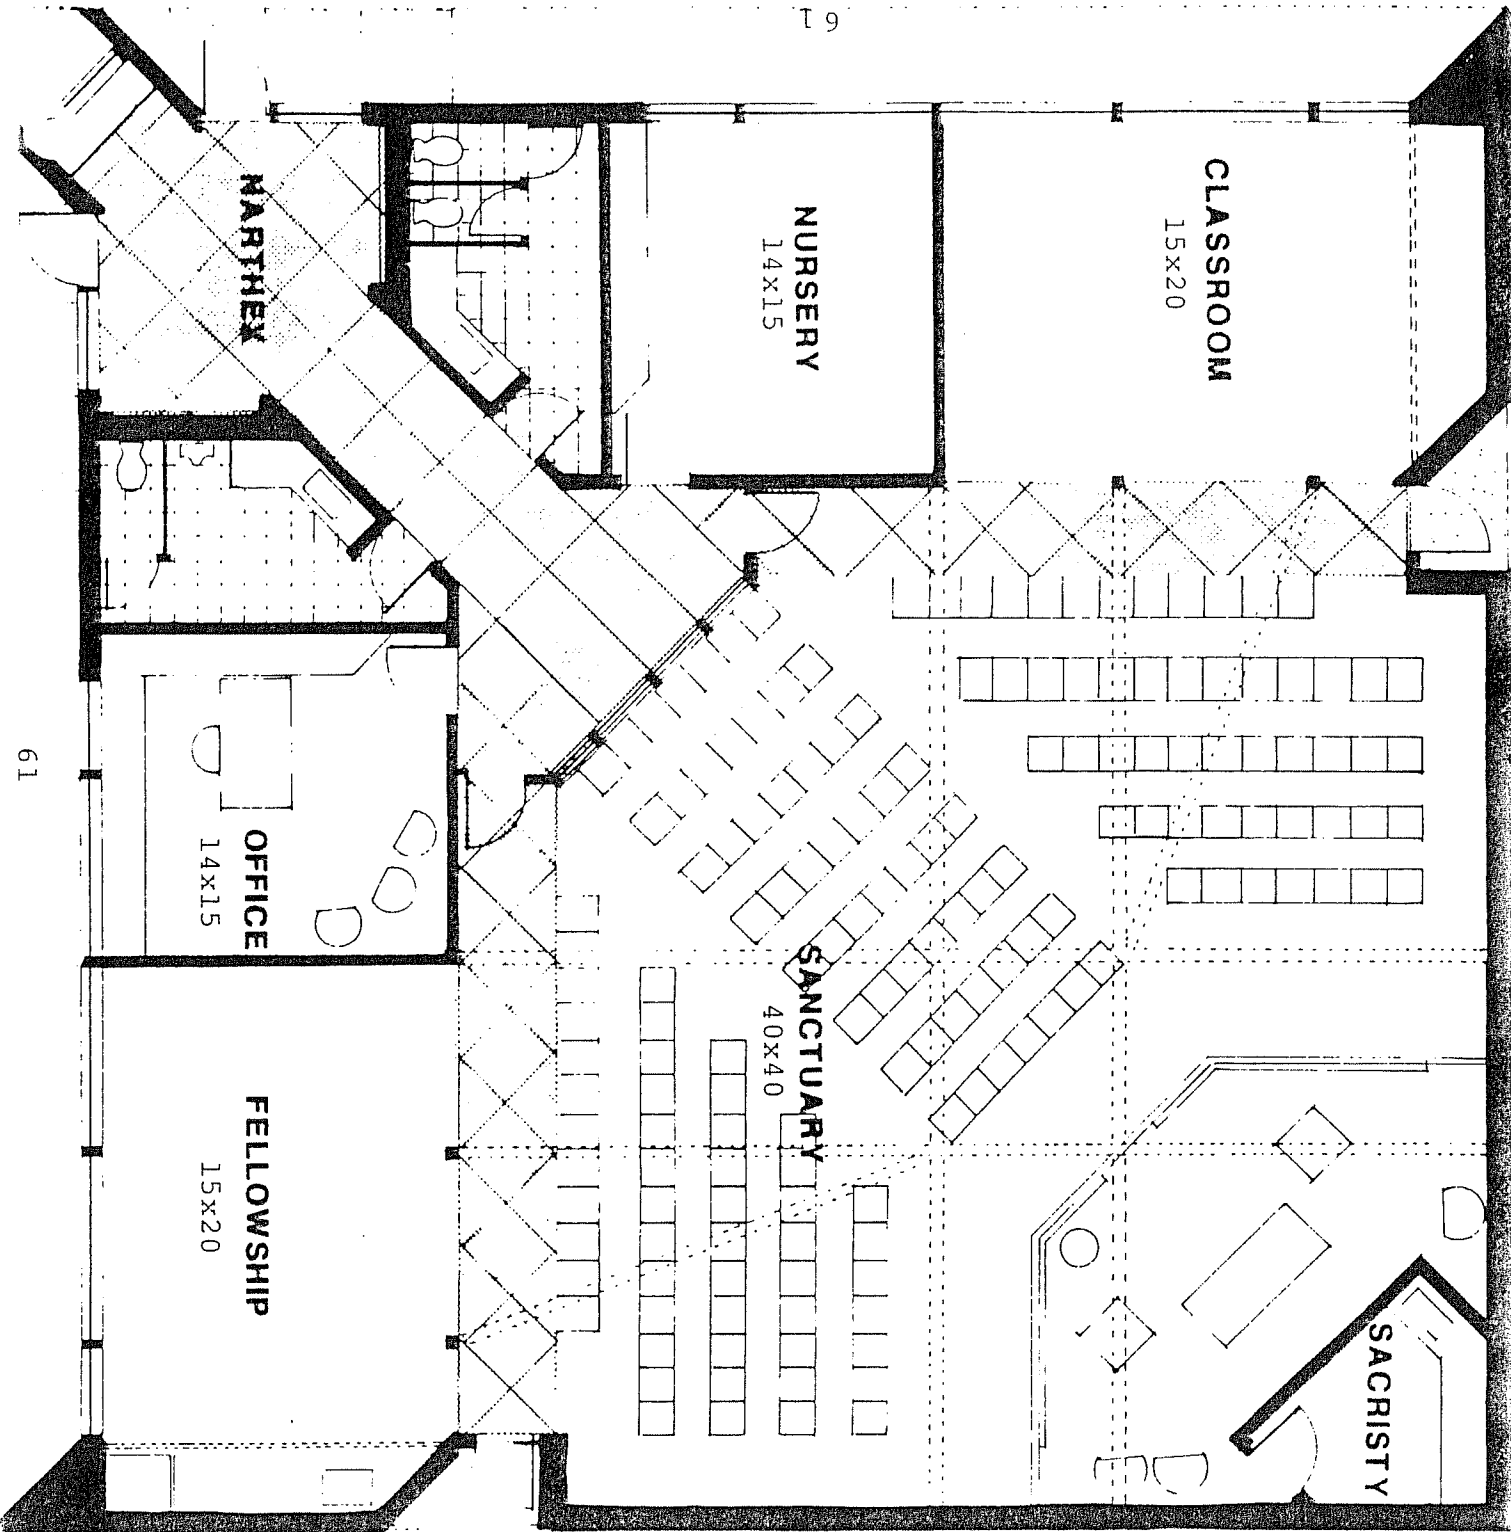 61
NARTHEX
NURSERY
14x15
CLASSROOM
15x20
61
OFFICE
14x15
SANCTUARY
40x40
FELLOWSHIP
15x20
SACRISTY